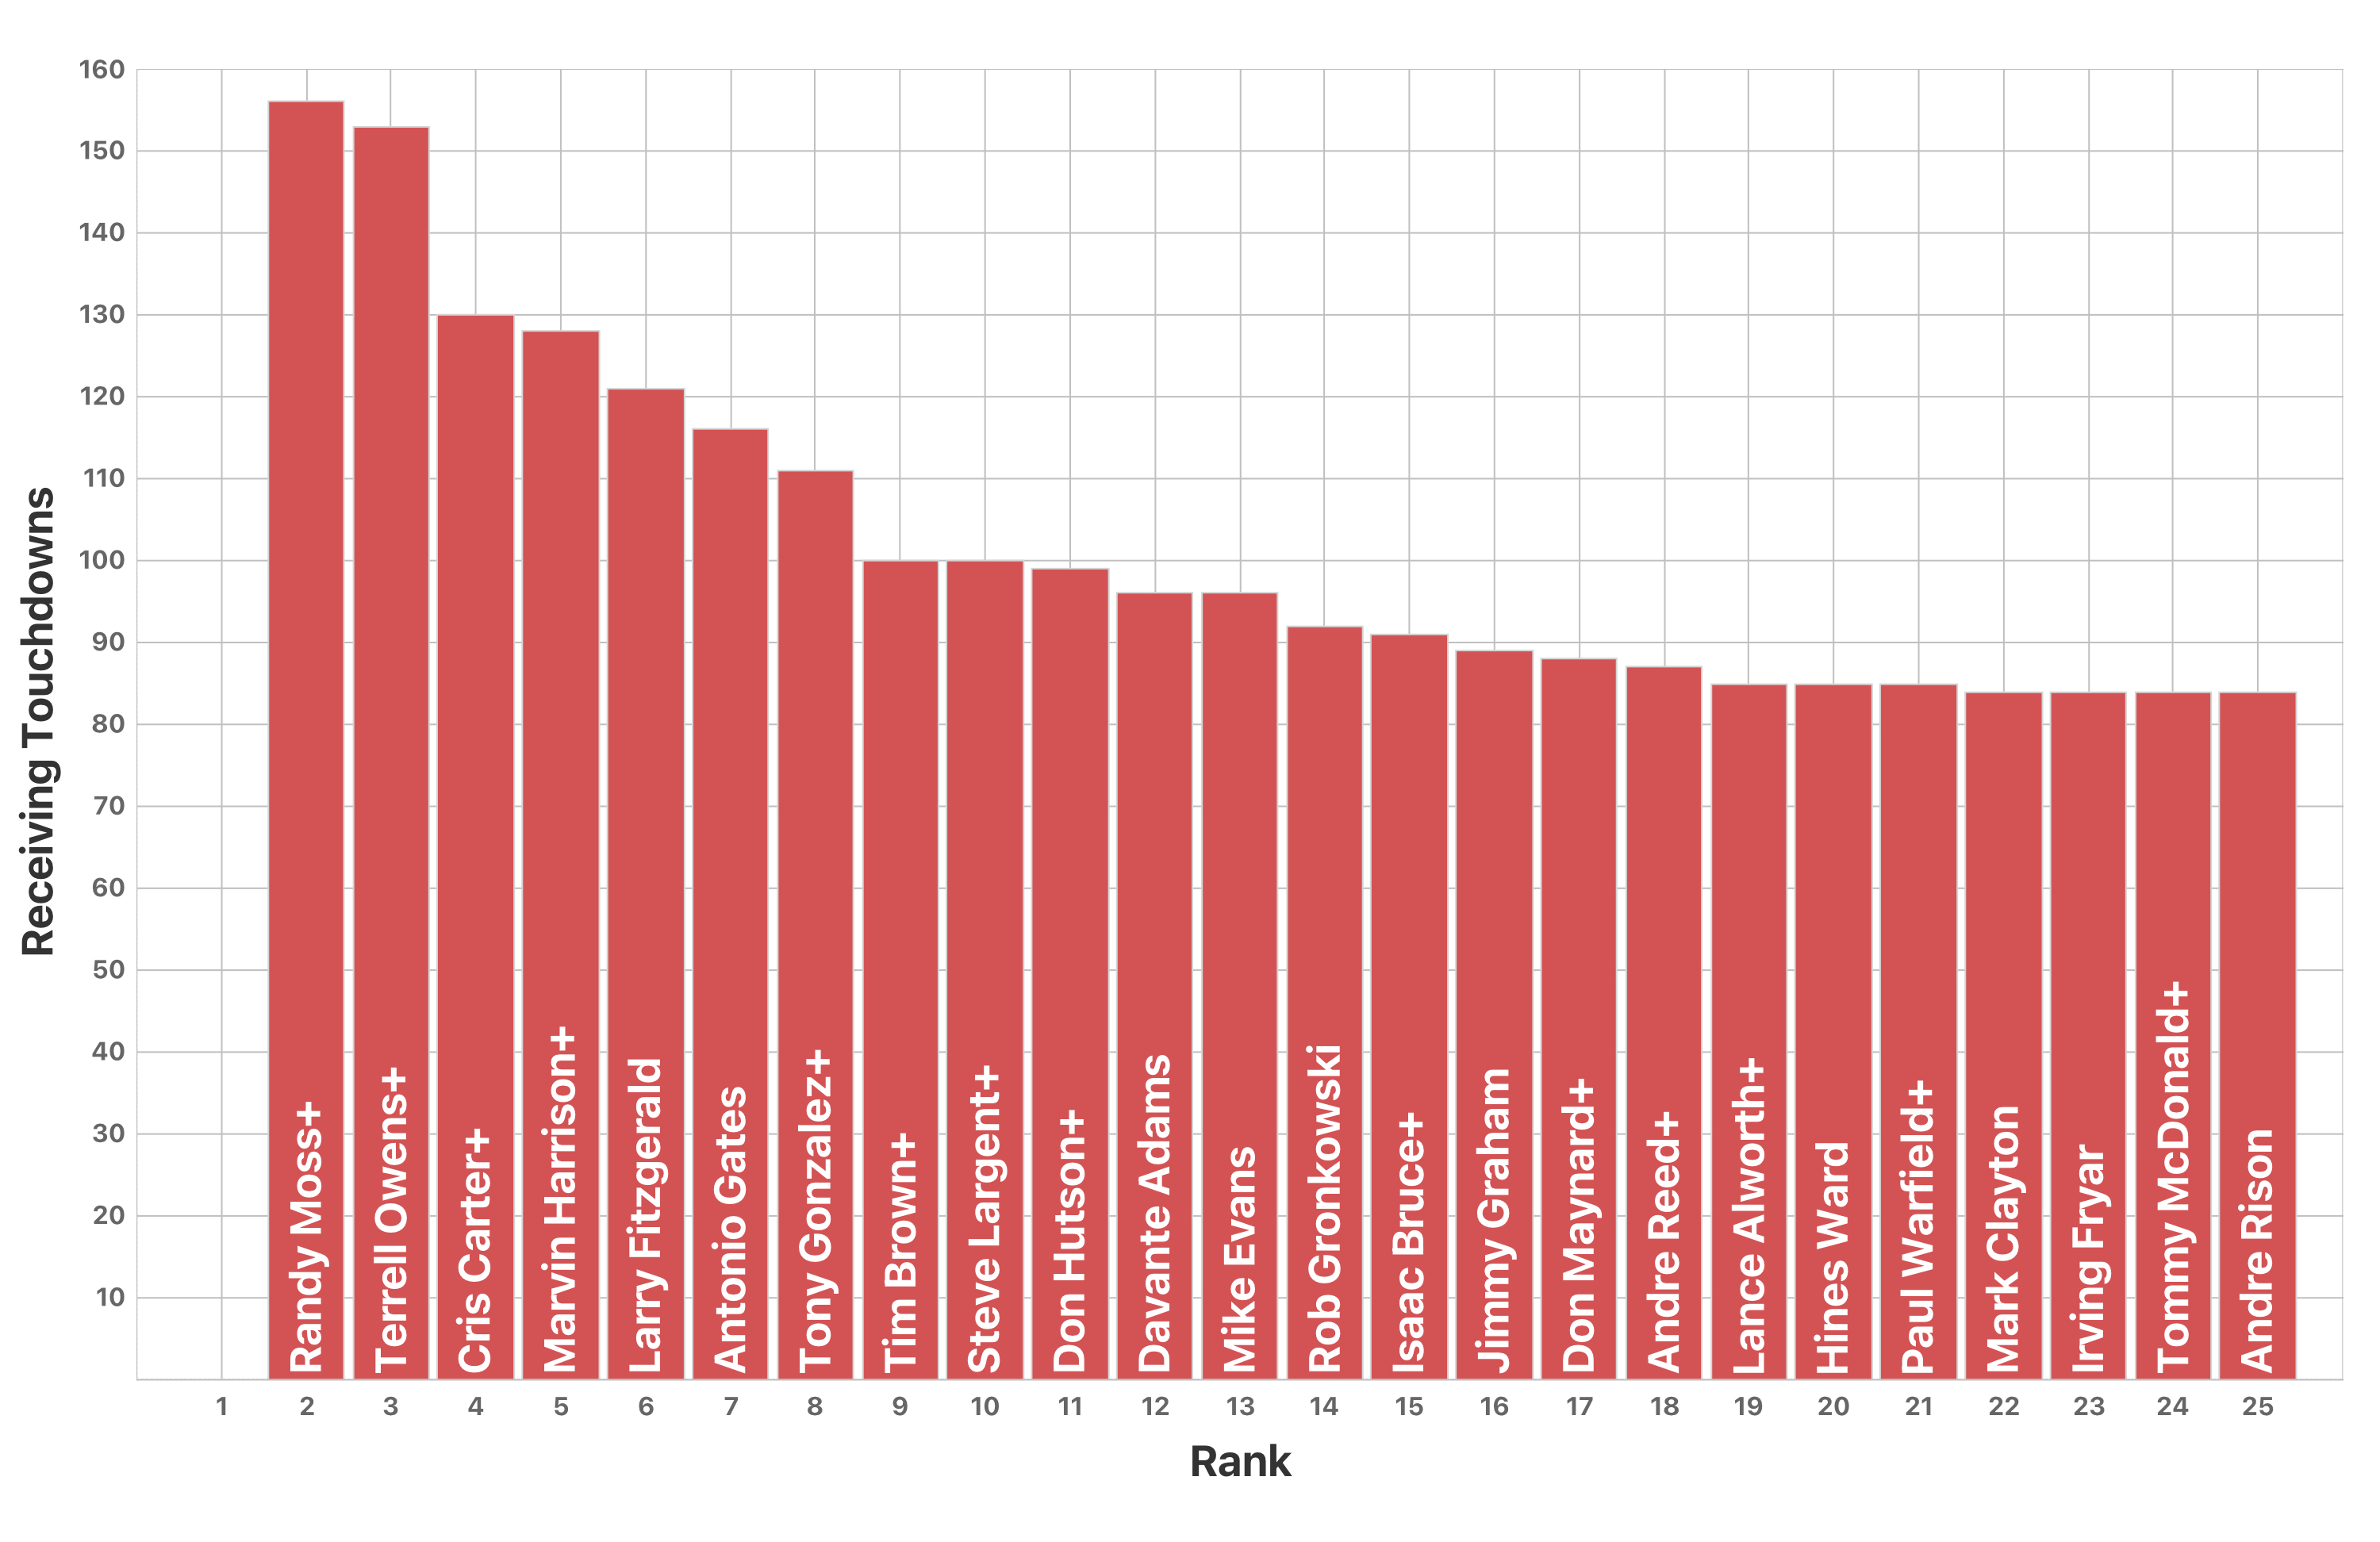 Receiving Touchdowns
160
150
140
130
120
110
100
90
80
70
60
50
40
30
20
10
Randy Moss+
Terrell Owens+
Cris Carter+
Marvin Harrison+
Larry Fitzgerald
Antonio Gates
Tony Gonzalez+
Tim Brown+
Steve Largent+
Don Hutson+
Davante Adams
Mike Evans
Rob Gronkowski
Isaac Bruce+
Jimmy Graham
Don Maynard+
Andre Reed+
Lance Alworth+
Hines Ward
Paul Warfield+
Mark Clayton
Irving Fryar
Tommy McDonald+
Andre Rison
1 2 3 4 5 6 7 8 9 10 11 12 13 14 15 16 17 18 19 20 21 22 23 24 25
Rank